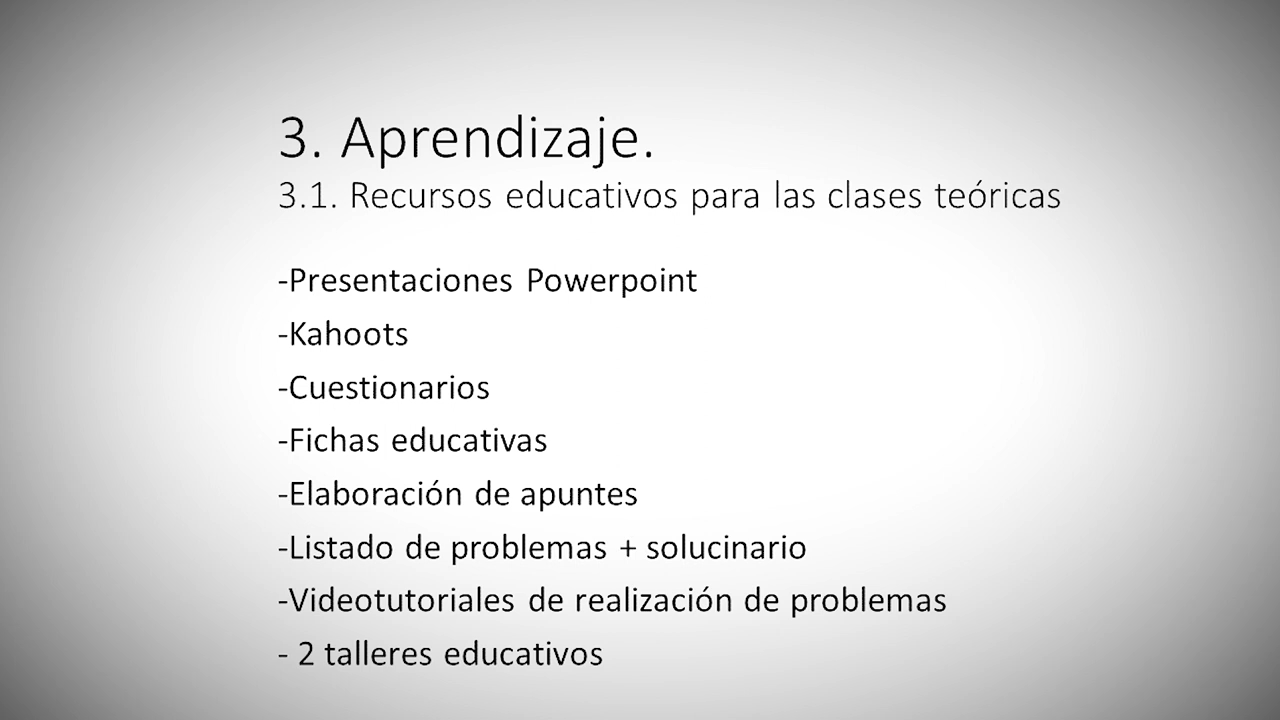 3. Aprendizaje.
3.1. Recursos educativos para las clases teóricas
-Presentaciones Powerpoint
-Kahoots
-Cuestionarios
-Fichas educativas
-Elaboración de apuntes
-Listado de problemas + solucinario
-Videotutoriales de realización de problemas
- 2 talleres educativos